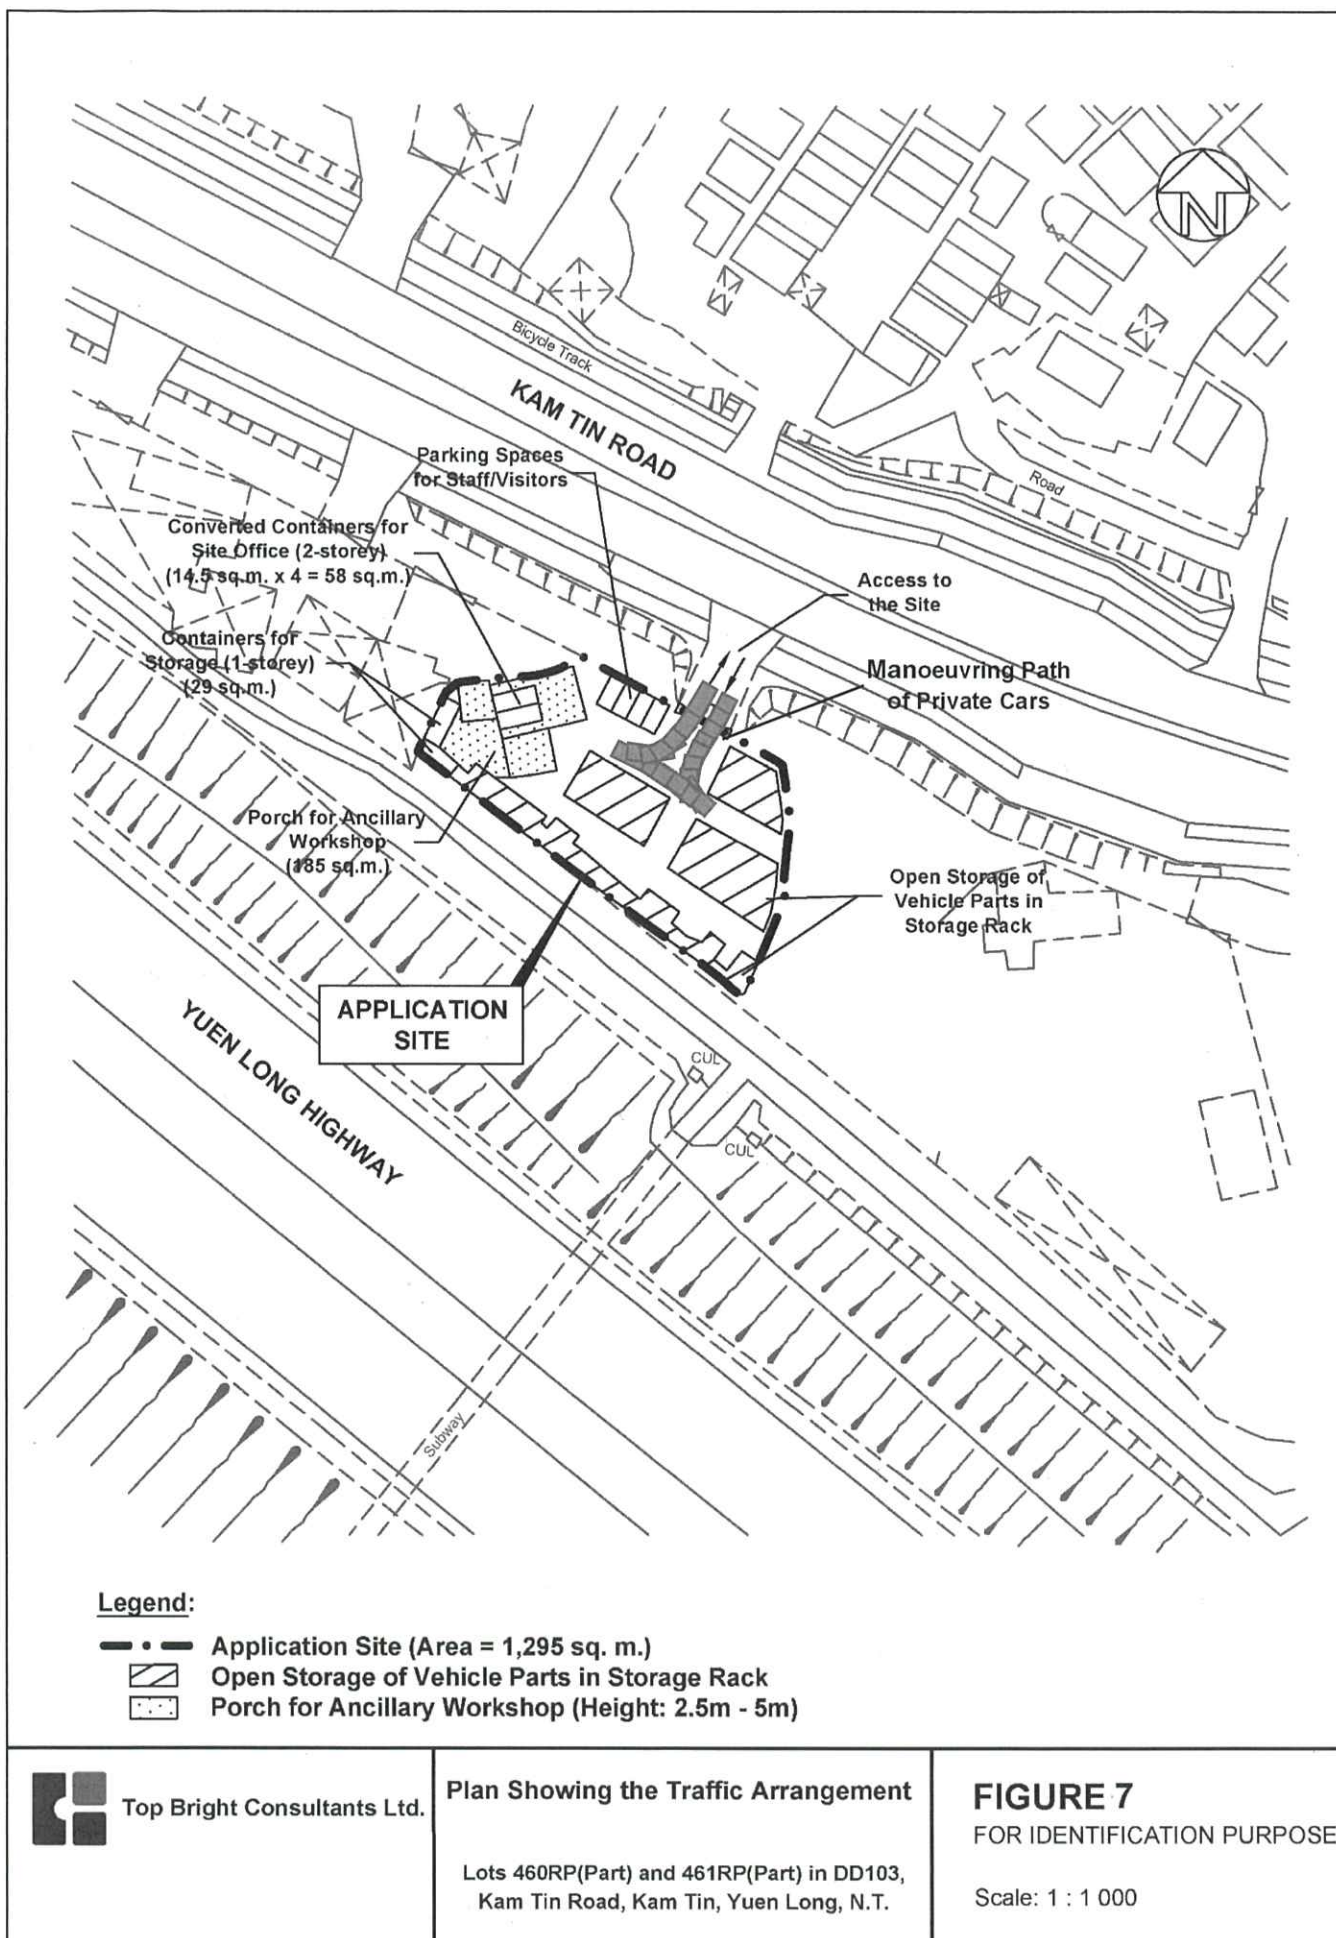 N
Bicycle Track
KAM TIN ROAD
Road
Parking Spaces
for Staff/Visitors
Converted Containers for
Site Office (2-storey)
(14.5 sq.m. x 4 = 58 sq.m.)
Access to
the Site
Containers for
Storage (1-storey)
(29 sq.m.)
Manoeuvring Path
of Private Cars
Porch for Ancillary
Workshop
(185 sq.m.)
Open Storage of
Vehicle Parts in
Storage Rack
APPLICATION
SITE
YUEN LONG HIGHWAY
CUL
CUL
Subway
Legend:
Application Site (Area = 1,295 sq. m.)
Open Storage of Vehicle Parts in Storage Rack
Porch for Ancillary Workshop (Height: 2.5m - 5m)
Top Bright Consultants Ltd.
Plan Showing the Traffic Arrangement
Lots 460RP(Part) and 461RP(Part) in DD103,
Kam Tin Road, Kam Tin, Yuen Long, N.T.
FIGURE 7
FOR IDENTIFICATION PURPOSE
Scale: 1 : 1 000